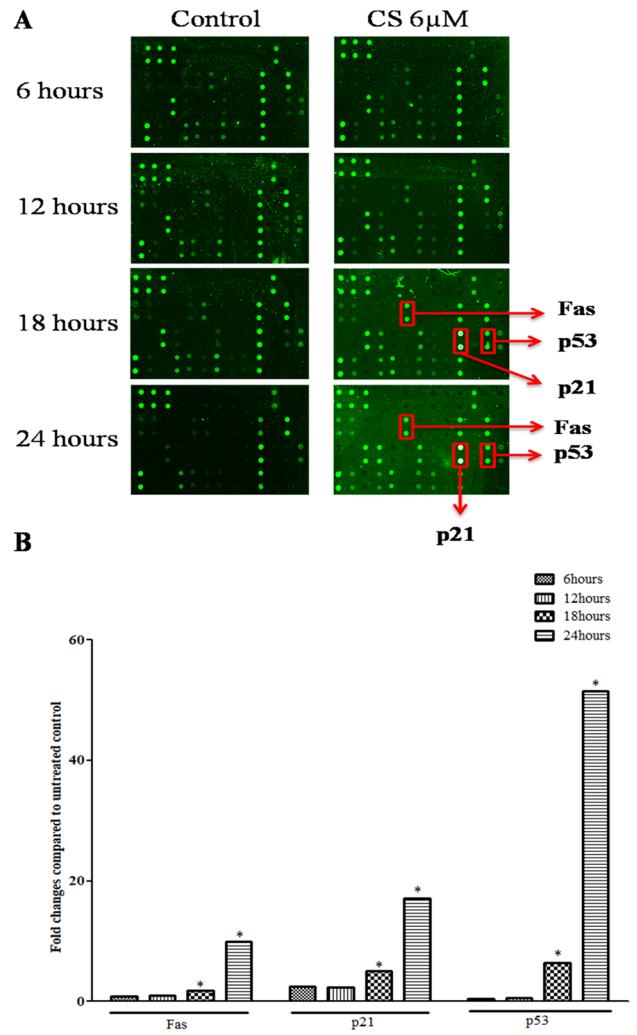 A
Control
CS 6µM
6 hours
12 hours
18 hours
Fas
p53
p21
24 hours
Fas
p53
p21
B
6hours
12hours
18hours
24hours
Fold changes compared to untreated control
60
40
20
0
*
*
*
*
*
*
Fas
p21
p53